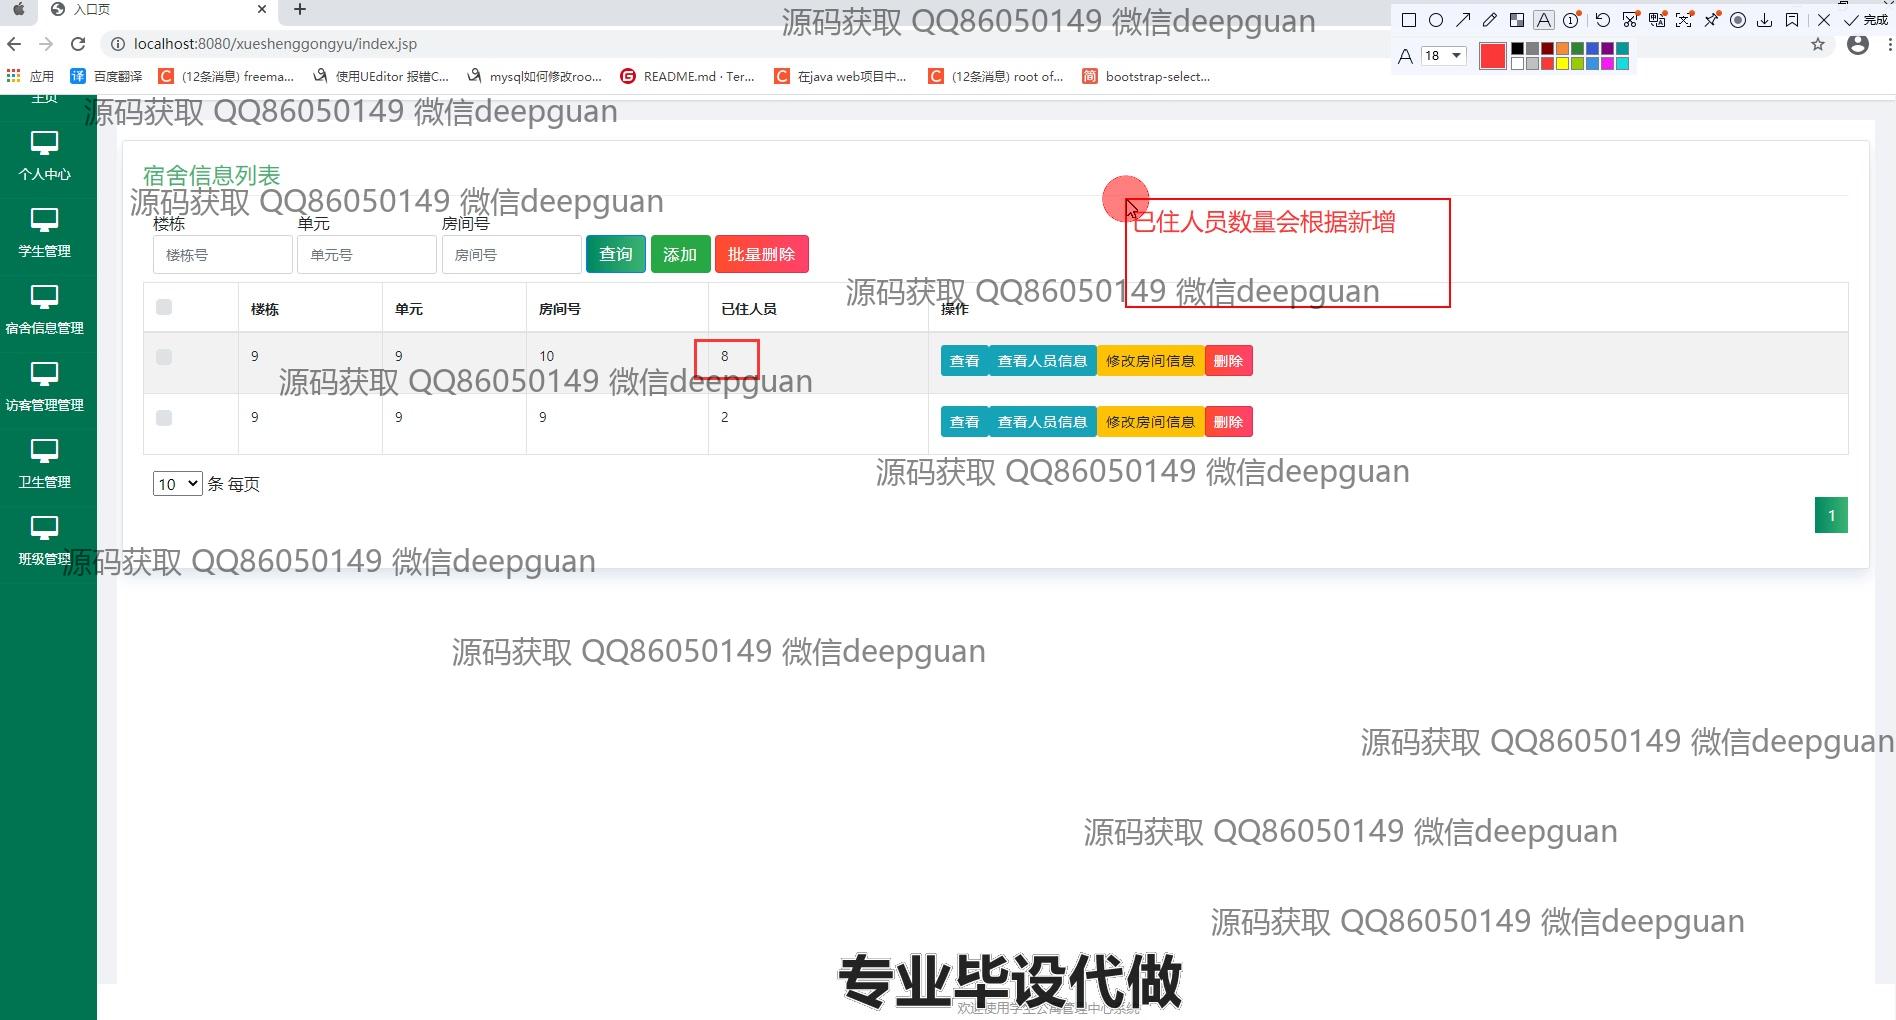 入口页
源码获取 QQ86050149 微信deepguan
完成
localhost:8080/xueshenggongyu/index.jsp
A 18
应用 百度翻译 (12条消息) freema... 使用UEditor 报错C... mysql如何修改roo... README.md · Ter... 在java web项目中... (12条消息) root of... bootstrap-select...
主页
源码获取 QQ86050149 微信deepguan
个人中心
宿舍信息列表
源码获取 QQ86050149 微信deepguan
已住人员数量会根据新增
楼栋 单元 房间号
学生管理
楼栋号 单元号 房间号 查询 添加 批量删除
源码获取 QQ86050149 微信deepguan
楼栋 单元 房间号 已住人员 操作
宿舍信息管理
9 9 10 8 查看 查看人员信息 修改房间信息 删除
源码获取 QQ86050149 微信deepguan
访客管理管理
9 9 9 2 查看 查看人员信息 修改房间信息 删除
源码获取 QQ86050149 微信deepguan
卫生管理
10 条 每页
1
班级管理
源码获取 QQ86050149 微信deepguan
源码获取 QQ86050149 微信deepguan
源码获取 QQ86050149 微信deepguan
源码获取 QQ86050149 微信deepguan
源码获取 QQ86050149 微信deepguan
专业毕设代做
欢迎使用学生公寓管理中心系统